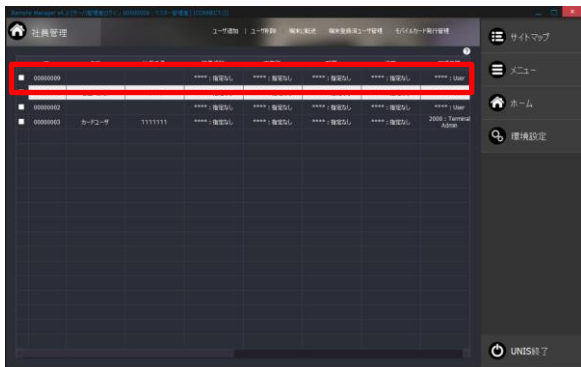 社員管理
ユーザ追加 | ユーザ削除 端末に転送 端末登録済ユーザ管理 モバイルカード発行管理
サイトマップ
メニュー
ホーム
環境設定
00000009 **** : 指定なし **** : 指定なし **** : 指定なし **** : 指定なし **** : User
00000002 **** : 指定なし **** : 指定なし **** : 指定なし **** : 指定なし **** : User
00000003 カードユーザ 1111111 **** : 指定なし **** : 指定なし **** : 指定なし **** : 指定なし 2000 : Terminal
Admin
UNIS終了